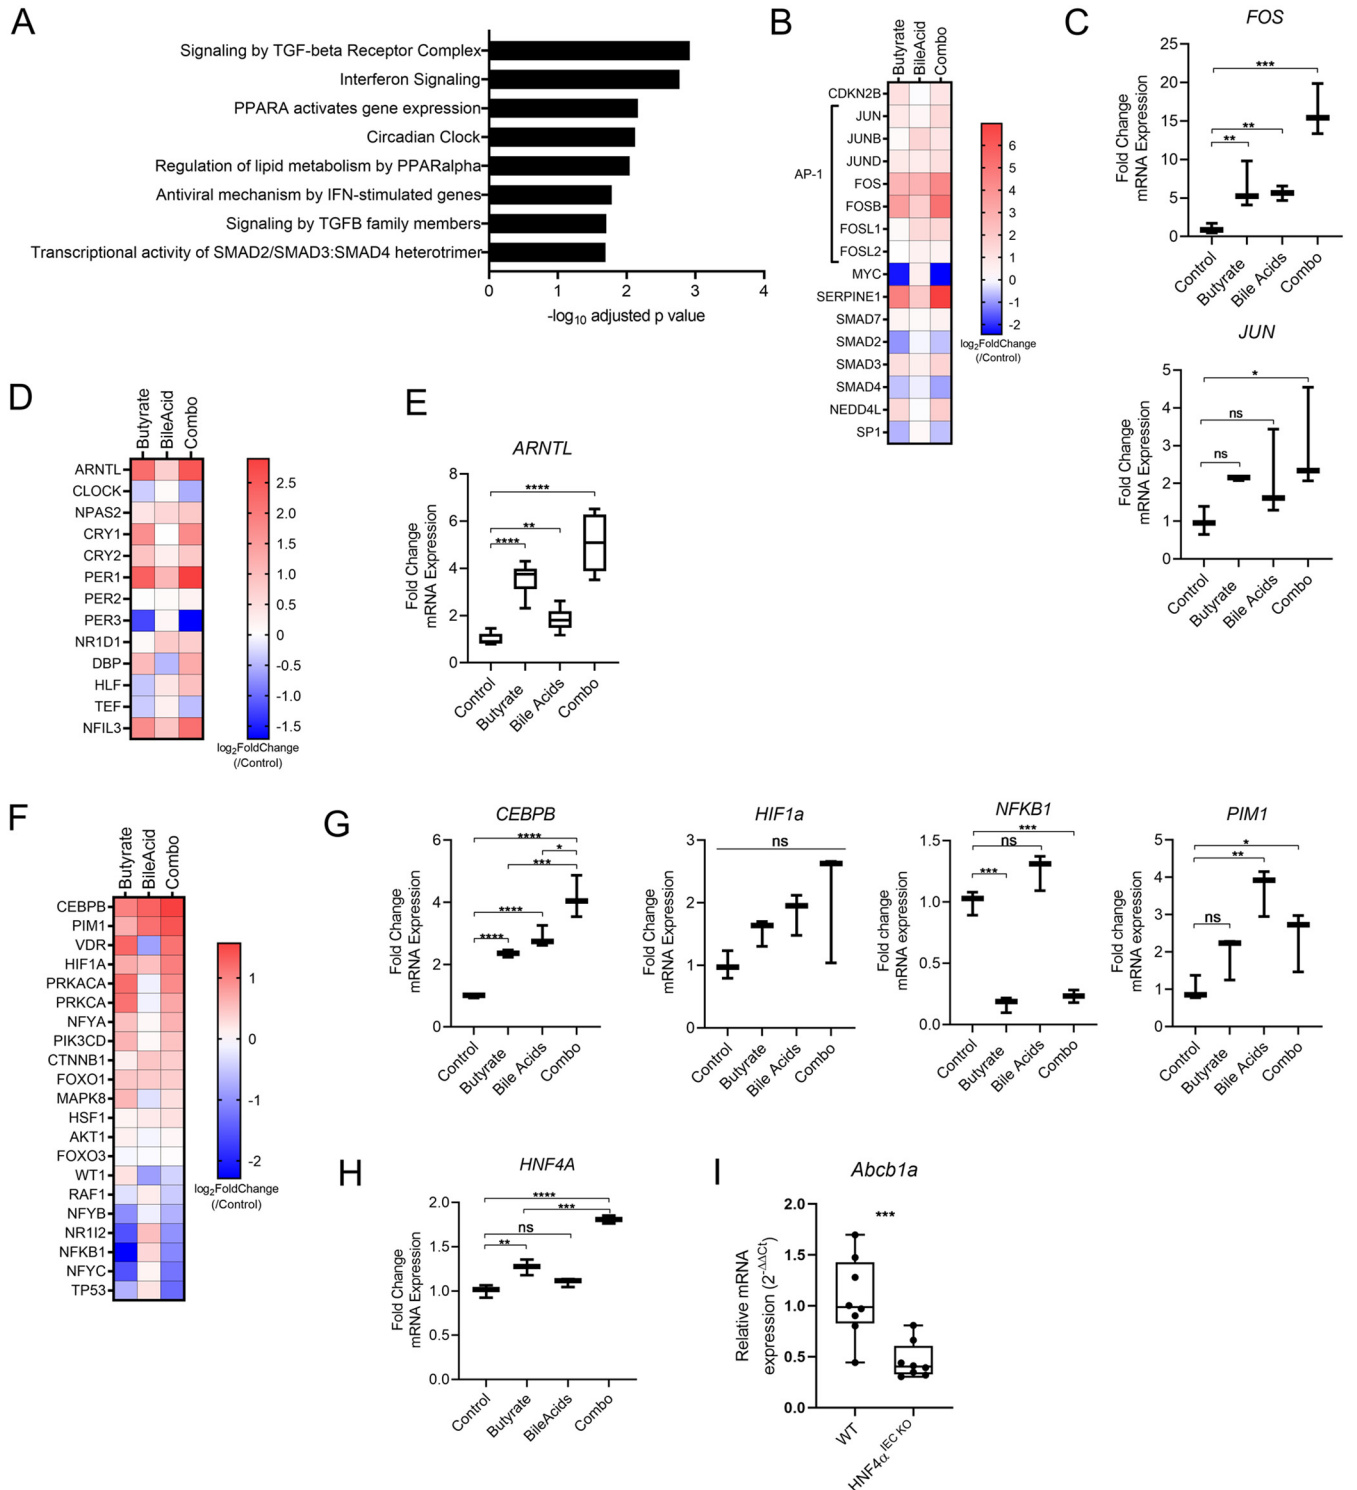 A
Signaling by TGF-beta Receptor Complex
Interferon Signaling
PPARA activates gene expression
Circadian Clock
Regulation of lipid metabolism by PPARalpha
Antiviral mechanism by IFN-stimulated genes
Signaling by TGFB family members
Transcriptional activity of SMAD2/SMAD3:SMAD4 heterotrimer
0 1 2 3 4
-log10 adjusted p value
B
Butyrate BileAcid Combo
CDKN2B
JUN
JUNB
JUND
AP-1
FOS
FOSB
FOSL1
FOSL2
MYC
SERPINE1
SMAD7
SMAD2
SMAD3
SMAD4
NEDD4L
SP1
6
5
4
3
2
1
0
-1
-2
log2FoldChange
(/Control)
C
FOS
Fold Change
mRNA Expression
25
20
15
10
5
0
***
**
**
Control Butyrate Bile Acids Combo
JUN
Fold Change
mRNA Expression
5
4
3
2
1
0
*
ns
ns
Control Butyrate Bile Acids Combo
D
Butyrate BileAcid Combo
ARNTL
CLOCK
NPAS2
CRY1
CRY2
PER1
PER2
PER3
NR1D1
DBP
HLF
TEF
NFIL3
2.5
2.0
1.5
1.0
0.5
0
-0.5
-1.0
-1.5
log2FoldChange
(/Control)
E
ARNTL
Fold Change
mRNA Expression
8
6
4
2
0
****
**
****
Control Butyrate Bile Acids Combo
F
Butyrate BileAcid Combo
CEBPB
PIM1
VDR
HIF1A
PRKACA
PRKCA
NFYA
PIK3CD
CTNNB1
FOXO1
MAPK8
HSF1
AKT1
FOXO3
WT1
RAF1
NFYB
NR1I2
NFKB1
NFYC
TP53
1
0
-1
-2
log2FoldChange
(/Control)
G
CEBPB
Fold Change
mRNA Expression
6
4
2
0
****
*
***
****
****
Control Butyrate Bile Acids Combo
HIF1a
Fold Change
mRNA Expression
3
2
1
0
ns
Control Butyrate Bile Acids Combo
NFKB1
Fold Change
mRNA expression
1.5
1.0
0.5
0.0
***
ns
***
Control Butyrate Bile Acids Combo
PIM1
Fold Change
mRNA expression
5
4
3
2
1
0
*
**
ns
Control Butyrate Bile Acids Combo
H
HNF4A
Fold Change
mRNA Expression
2.0
1.5
1.0
0.5
0.0
****
***
ns
**
Control Butyrate BileAcids Combo
I
Abcb1a
Relative mRNA
expression (2-ΔΔCt)
2.0
1.5
1.0
0.5
0.0
***
WT HNF4α IEC KO